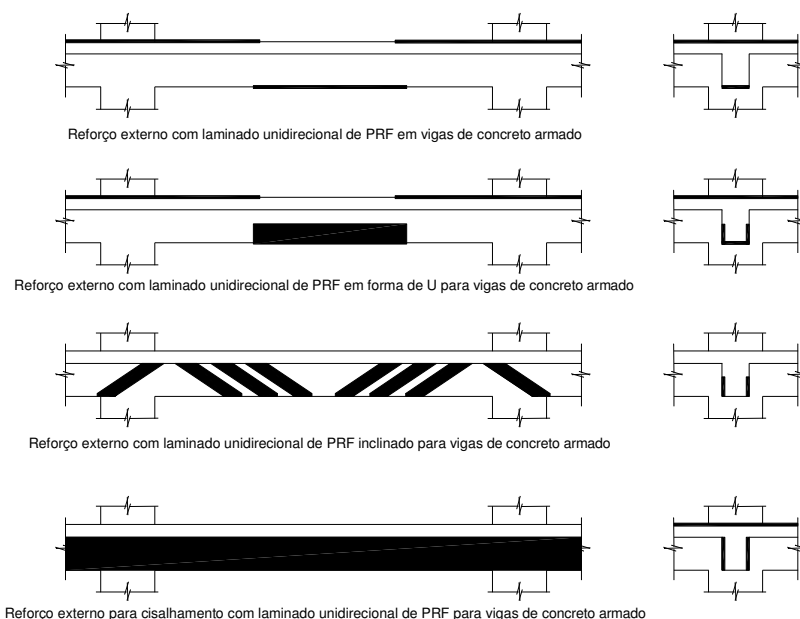 Reforço externo com laminado unidirecional de PRF em vigas de concreto armado
Reforço externo com laminado unidirecional de PRF em forma de U para vigas de concreto armado
Reforço externo com laminado unidirecional de PRF inclinado para vigas de concreto armado
Reforço externo para cisalhamento com laminado unidirecional de PRF para vigas de concreto armado